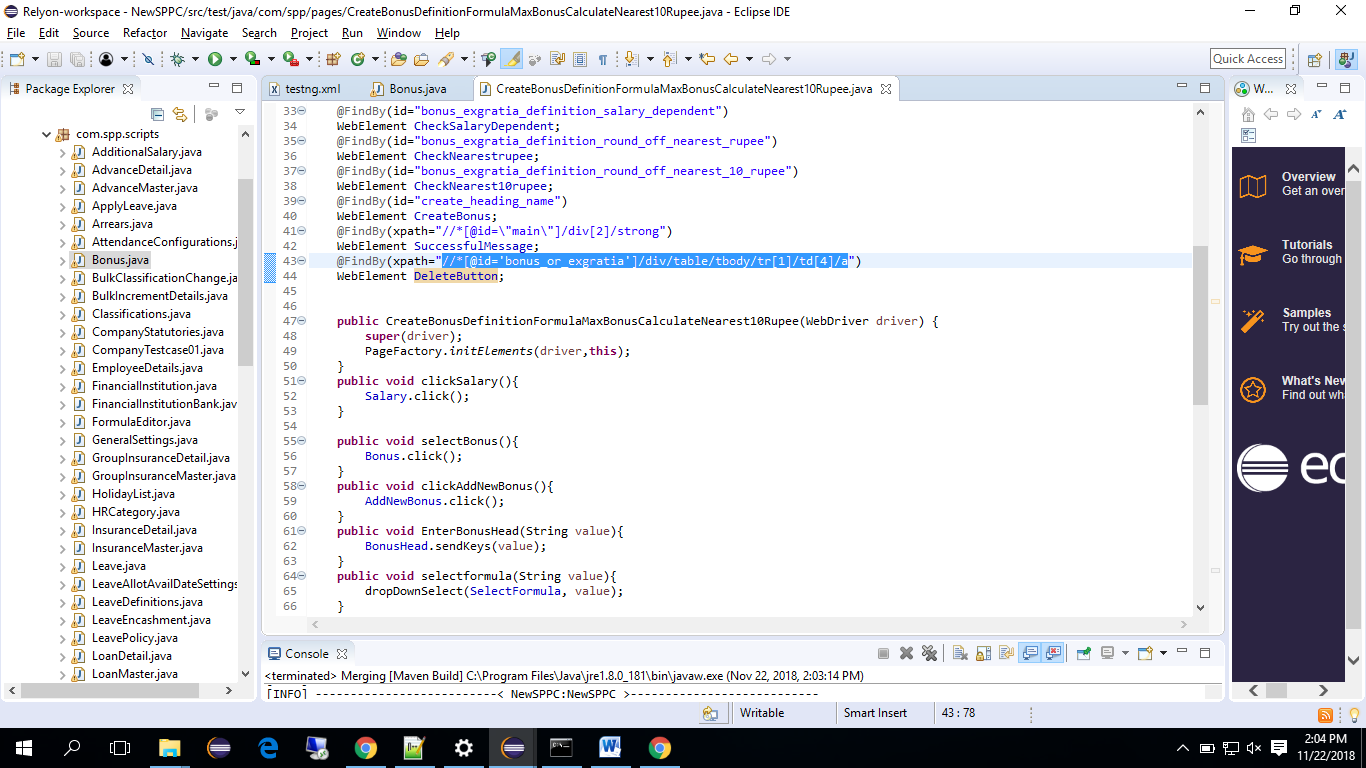 Relyon-workspace - NewSPPC/src/test/java/com/spp/pages/CreateBonusDefinitionFormulaMaxBonusCalculateNearest10Rupee.java - Eclipse IDE
File Edit Source Refactor Navigate Search Project Run Window Help
Quick Access
Package Explorer
com.spp.scripts
AdditionalSalary.java
AdvanceDetail.java
AdvanceMaster.java
ApplyLeave.java
Arrears.java
AttendanceConfigurations.j
Bonus.java
BulkClassificationChange.ja
BulkIncrementDetails.java
Classifications.java
CompanyStatutories.java
CompanyTestcase01.java
EmployeeDetails.java
FinancialInstitution.java
FinancialInstitutionBank.jav
FormulaEditor.java
GeneralSettings.java
GroupInsuranceDetail.java
GroupInsuranceMaster.java
HolidayList.java
HRCategory.java
InsuranceDetail.java
InsuranceMaster.java
Leave.java
LeaveAllotAvailDateSettings
LeaveDefinitions.java
LeaveEncashment.java
LeavePolicy.java
LoanDetail.java
LoanMaster.java
testng.xml Bonus.java CreateBonusDefinitionFormulaMaxBonusCalculateNearest10Rupee.java
33 @FindBy(id="bonus_exgratia_definition_salary_dependent")
34 WebElement CheckSalaryDependent;
35 @FindBy(id="bonus_exgratia_definition_round_off_nearest_rupee")
36 WebElement CheckNearestrupee;
37 @FindBy(id="bonus_exgratia_definition_round_off_nearest_10_rupee")
38 WebElement CheckNearest10rupee;
39 @FindBy(id="create_heading_name")
40 WebElement CreateBonus;
41 @FindBy(xpath="//*[@id=\"main\"]/div[2]/strong")
42 WebElement SuccessfulMessage;
43 @FindBy(xpath="//*[@id='bonus_or_exgratia']/div/table/tbody/tr[1]/td[4]/a")
44 WebElement DeleteButton;
45
46
47 public CreateBonusDefinitionFormulaMaxBonusCalculateNearest10Rupee(WebDriver driver) {
48 super(driver);
49 PageFactory.initElements(driver,this);
50 }
51 public void clickSalary(){
52 Salary.click();
53 }
54
55 public void selectBonus(){
56 Bonus.click();
57 }
58 public void clickAddNewBonus(){
59 AddNewBonus.click();
60 }
61 public void EnterBonusHead(String value){
62 BonusHead.sendKeys(value);
63 }
64 public void selectformula(String value){
65 dropDownSelect(SelectFormula, value);
66 }
W...
Overview
Get an over
Tutorials
Go through
Samples
Try out the s
What's New
Find out wh
ec
Console
<terminated> Merging [Maven Build] C:\Program Files\Java\jre1.8.0_181\bin\javaw.exe (Nov 22, 2018, 2:03:14 PM)
[INFO] --------------------------< NewSPPC:NewSPPC >---------------------------
Writable Smart Insert 43 : 78
2:04 PM
11/22/2018